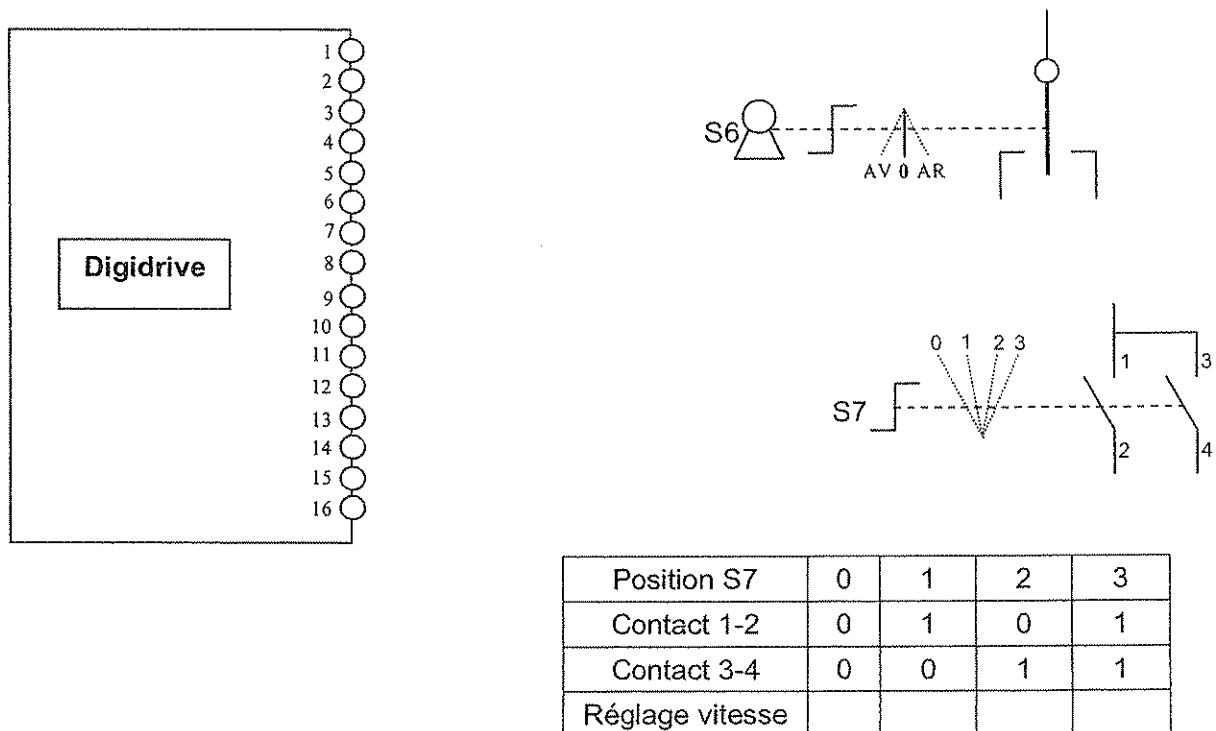 1
2
3
4
5
6
7
8
9
10
11
12
13
14
15
16
Digidrive
S6
AV 0 AR
S7
0 1 2 3
1 3
2 4
Position S7 0 1 2 3
Contact 1-2 0 1 0 1
Contact 3-4 0 0 1 1
Réglage vitesse